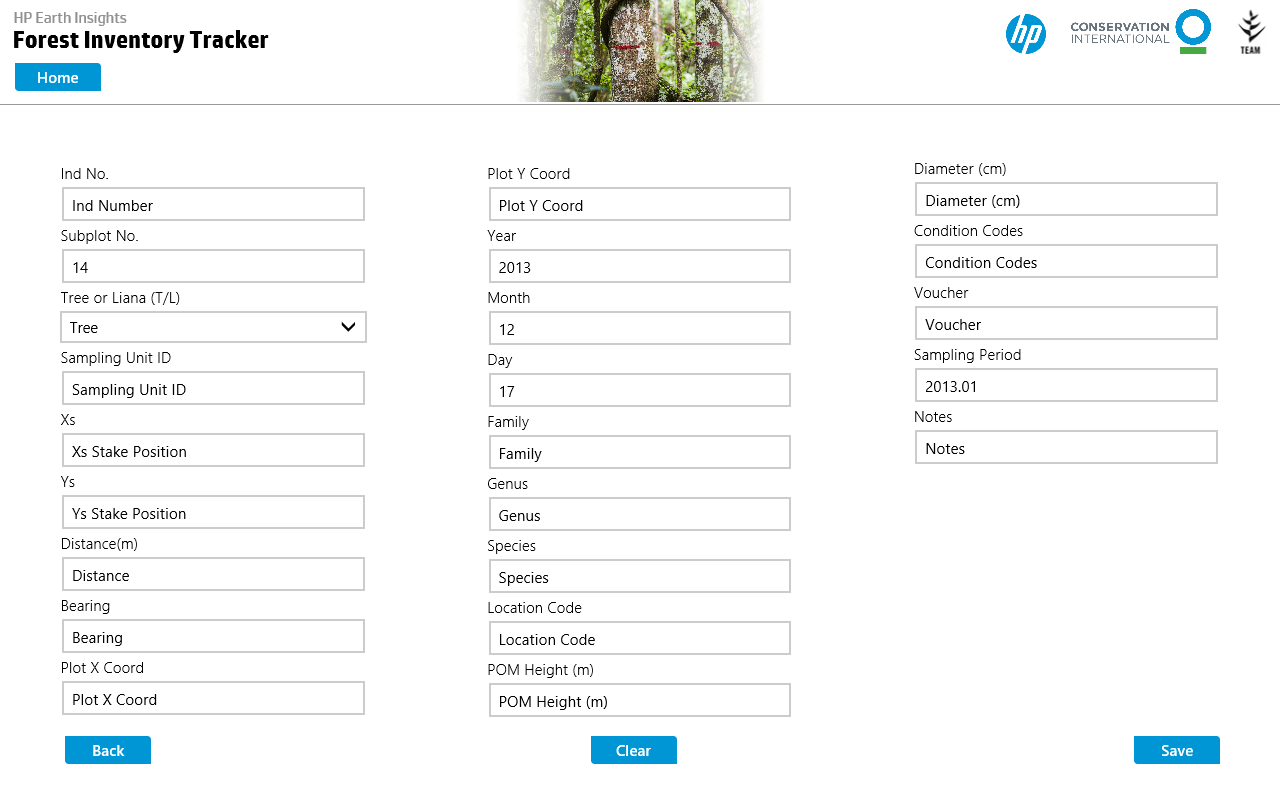 HP Earth Insights
Forest Inventory Tracker
Home
hp
CONSERVATION
INTERNATIONAL
TEAM
Ind No.
Ind Number
Subplot No.
14
Tree or Liana (T/L)
Tree
Sampling Unit ID
Sampling Unit ID
Xs
Xs Stake Position
Ys
Ys Stake Position
Distance(m)
Distance
Bearing
Bearing
Plot X Coord
Plot X Coord
Plot Y Coord
Plot Y Coord
Year
2013
Month
12
Day
17
Family
Family
Genus
Genus
Species
Species
Location Code
Location Code
POM Height (m)
POM Height (m)
Diameter (cm)
Diameter (cm)
Condition Codes
Condition Codes
Voucher
Voucher
Sampling Period
2013.01
Notes
Notes
Back
Clear
Save